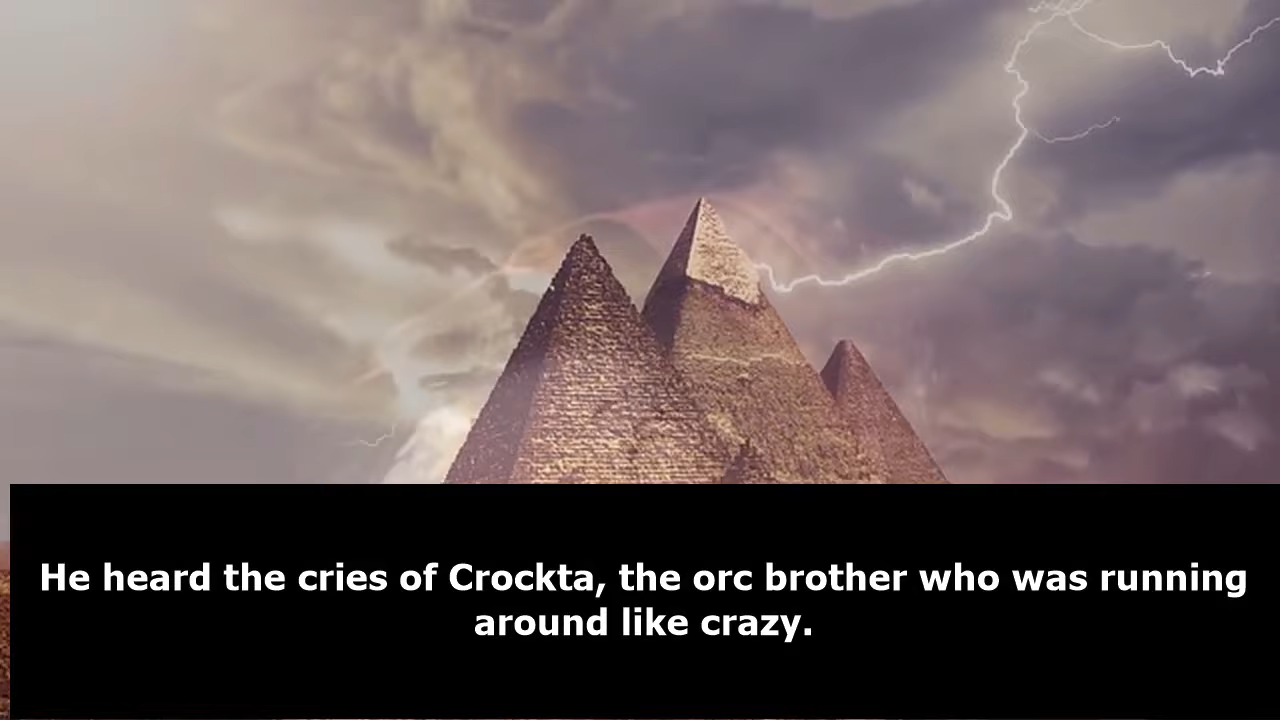 He heard the cries of Crockta, the orc brother who was running
around like crazy.